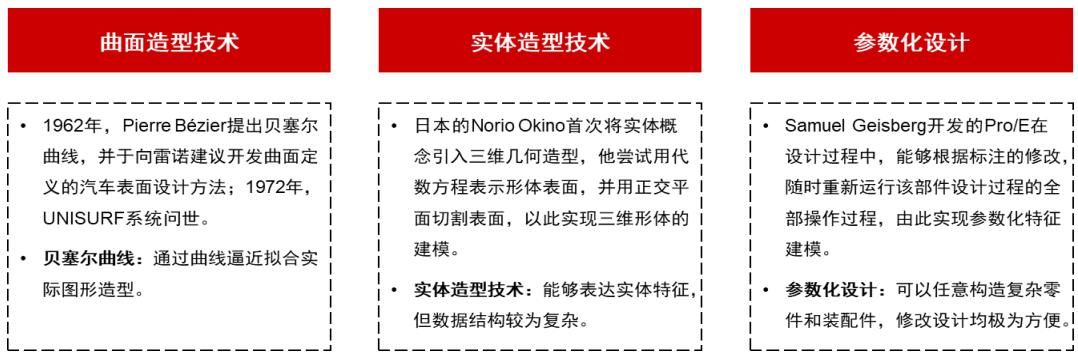 曲面造型技术
• 1962年，Pierre Bézier提出贝塞尔
曲线，并于向雷诺建议开发曲面定
义的汽车表面设计方法；1972年，
UNISURF系统问世。
• 贝塞尔曲线：通过曲线逼近拟合实
际图形造型。
实体造型技术
• 日本的Norio Okino首次将实体概
念引入三维几何造型，他尝试用代
数方程表示形体表面，并用正交平
面切割表面，以此实现三维形体的
建模。
• 实体造型技术：能够表达实体特征，
但数据结构较为复杂。
参数化设计
• Samuel Geisberg开发的Pro/E在
设计过程中，能够根据标注的修改，
随时重新运行该部件设计过程的全
部操作过程，由此实现参数化特征
建模。
• 参数化设计：可以任意构造复杂零
件和装配件，修改设计均极为方便。